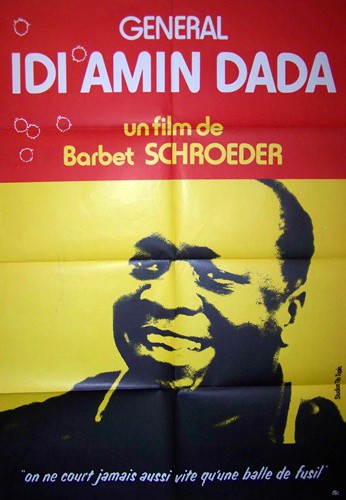 GENERAL
IDI AMIN DADA
un film de
Barbet SCHROEDER
"on ne court jamais aussi vite qu'une balle de fusil"